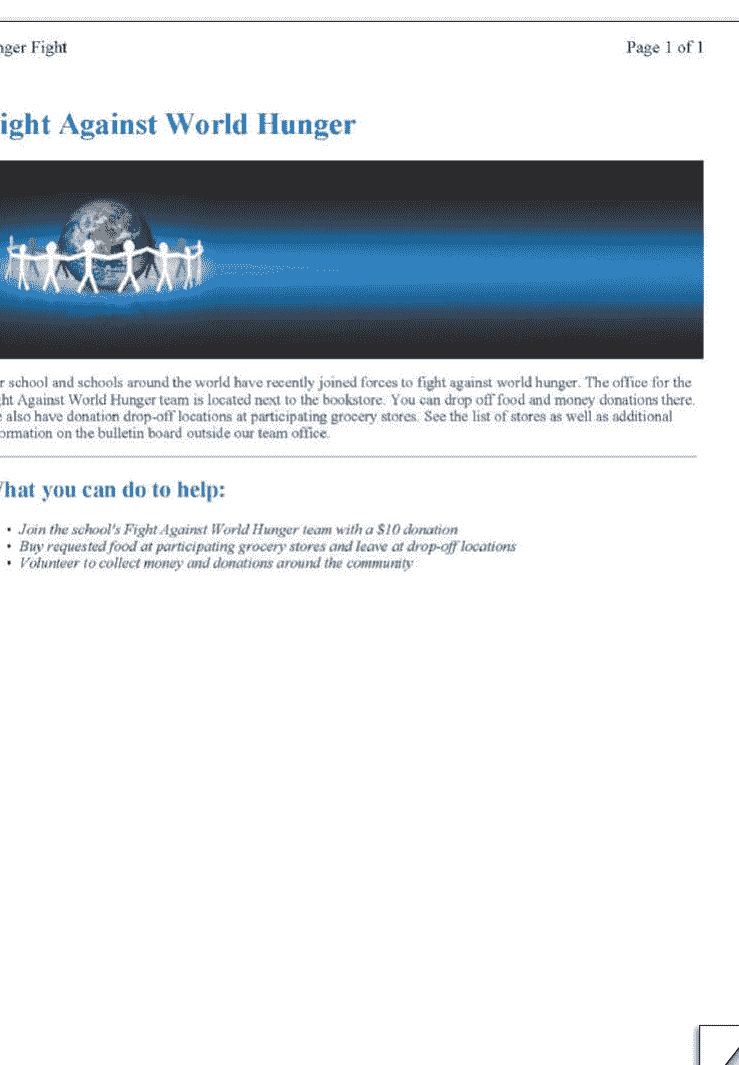 nger Fight Page 1 of 1
ight Against World Hunger
r school and schools around the world have recently joined forces to fight against world hunger. The office for the
ht Against World Hunger team is located next to the bookstore. You can drop off food and money donations there.
e also have donation drop-off locations at participating grocery stores. See the list of stores as well as additional
ormation on the bulletin board outside our team office.
hat you can do to help:
• Join the school's Fight Against World Hunger team with a $10 donation
• Buy requested food at participating grocery stores and leave at drop-off locations
• Volunteer to collect money and donations around the community